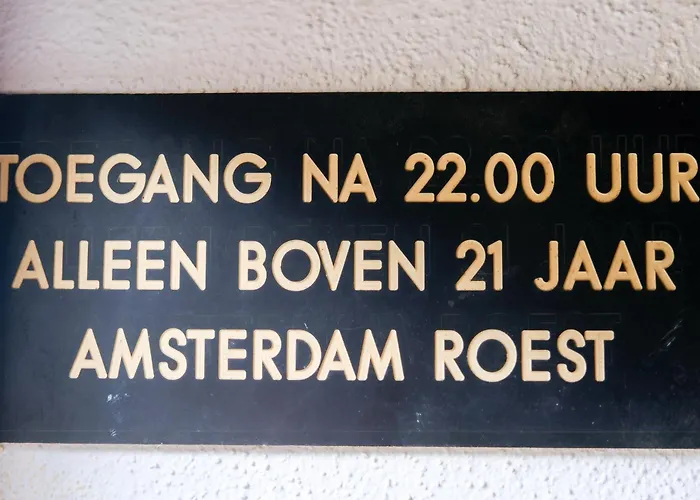 TOEGANG NA 22.00 UUR
ALLEEN BOVEN 21 JAAR
AMSTERDAM ROEST